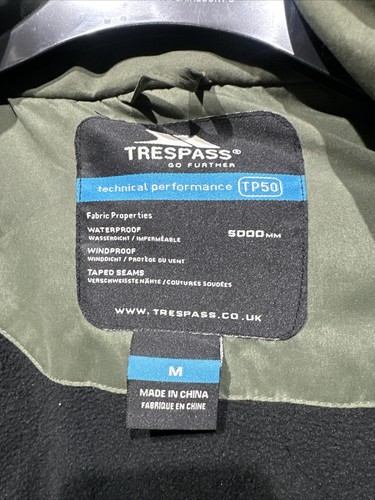 TRESPASS®
GO FURTHER
technical performance TP50
Fabric Properties
WATERPROOF 5000MM
WASSERDICHT / IMPERMÉABLE
WINDPROOF
WINDDICHT / PROTÈGE DU VENT
TAPED SEAMS
VERSCHWEISSTE NÄHTE / COUTURES SOUDÉES
WWW.TRESPASS.CO.UK
M
MADE IN CHINA
FABRIQUE EN CHINE